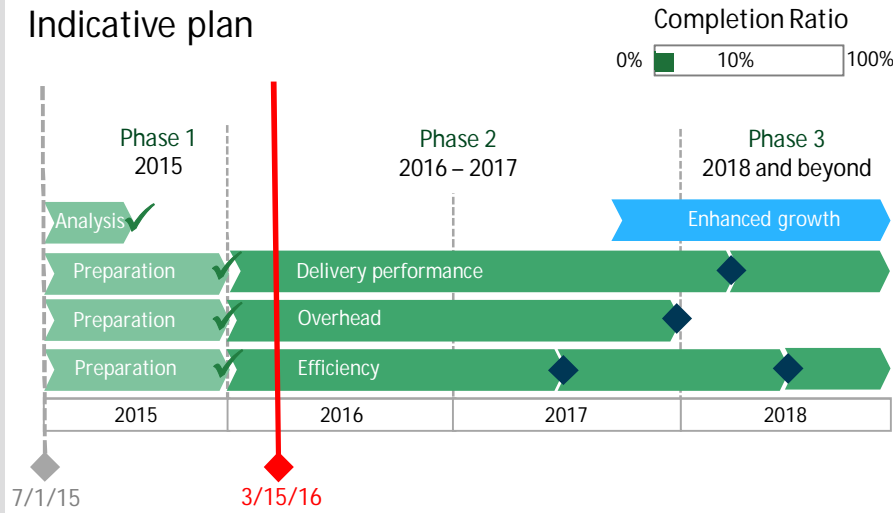 Indicative plan
Completion Ratio
0% 10% 100%
Phase 1
2015
Phase 2
2016 – 2017
Phase 3
2018 and beyond
Analysis
Enhanced growth
Preparation
Delivery performance
Preparation
Overhead
Preparation
Efficiency
2015 2016 2017 2018
7/1/15
3/15/16